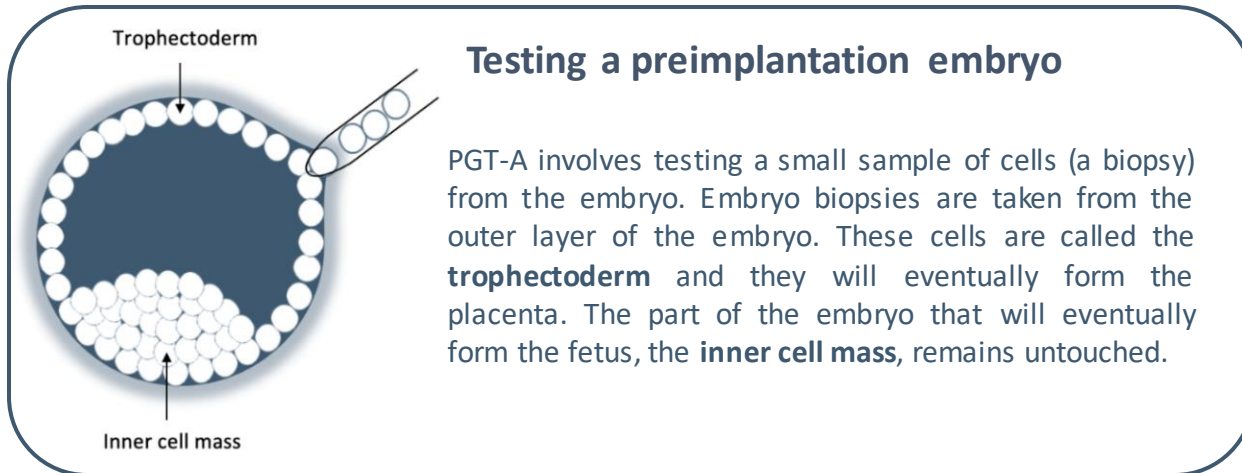 Trophectoderm
Testing a preimplantation embryo
PGT-A involves testing a small sample of cells (a biopsy)
from the embryo. Embryo biopsies are taken from the
outer layer of the embryo. These cells are called the
trophectoderm and they will eventually form the
placenta. The part of the embryo that will eventually
form the fetus, the inner cell mass, remains untouched.
Inner cell mass